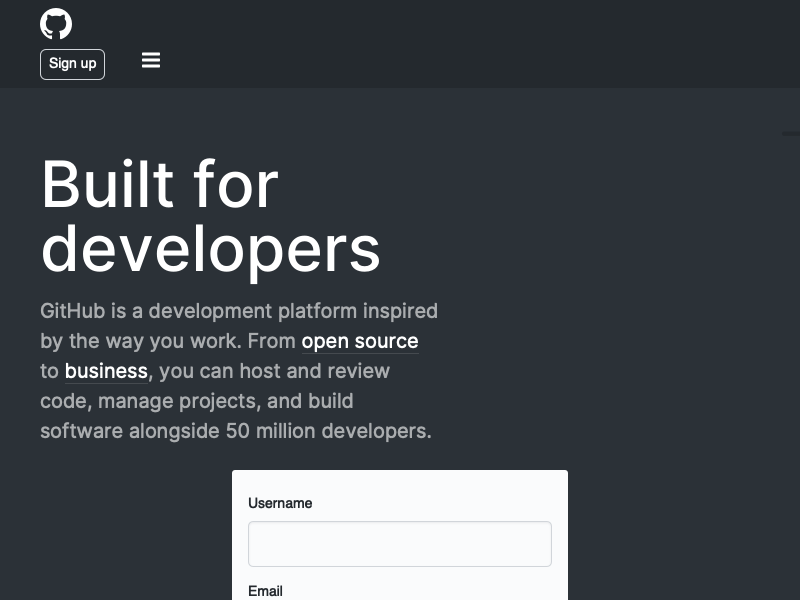 Sign up
Built for
developers
GitHub is a development platform inspired
by the way you work. From open source
to business, you can host and review
code, manage projects, and build
software alongside 50 million developers.
Username
Email